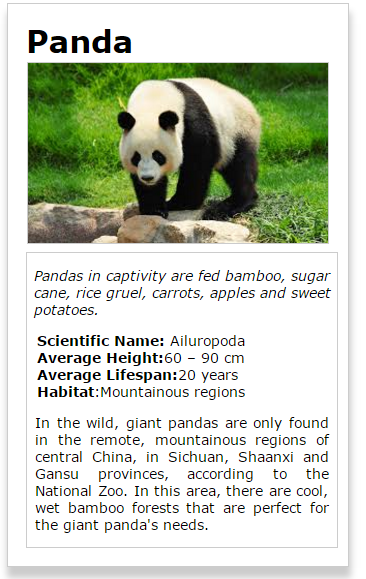 Panda
Pandas in captivity are fed bamboo, sugar
cane, rice gruel, carrots, apples and sweet
potatoes.
Scientific Name: Ailuropoda
Average Height:60 – 90 cm
Average Lifespan:20 years
Habitat:Mountainous regions
In the wild, giant pandas are only found
in the remote, mountainous regions of
central China, in Sichuan, Shaanxi and
Gansu provinces, according to the
National Zoo. In this area, there are cool,
wet bamboo forests that are perfect for
the giant panda's needs.